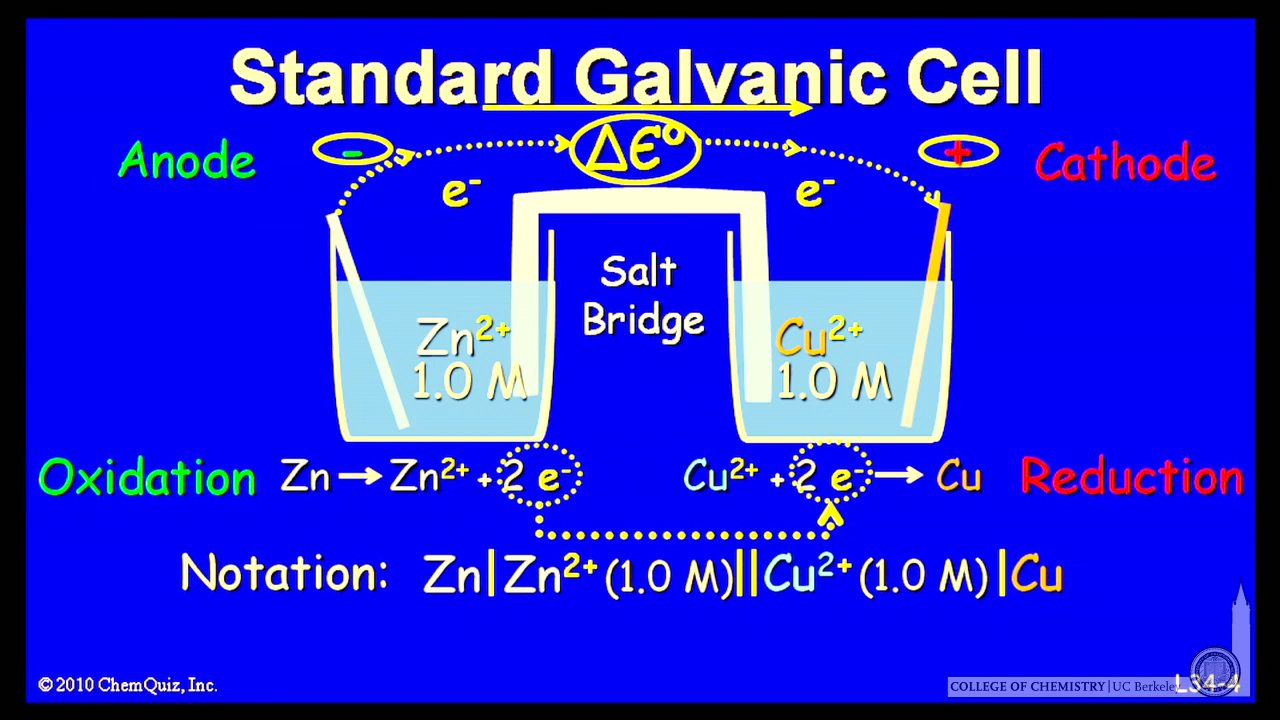 Standard Galvanic Cell
Anode - ΔЄ° + Cathode
e⁻ e⁻
Salt
Bridge
Zn²⁺
1.0 M
Cu²⁺
1.0 M
Oxidation Zn → Zn²⁺ + 2 e⁻ Cu²⁺ + 2 e⁻ → Cu Reduction
Notation: Zn|Zn²⁺ (1.0 M)||Cu²⁺ (1.0 M)|Cu
© 2010 ChemQuiz, Inc.
COLLEGE OF CHEMISTRY | UC Berkeley
L34-4